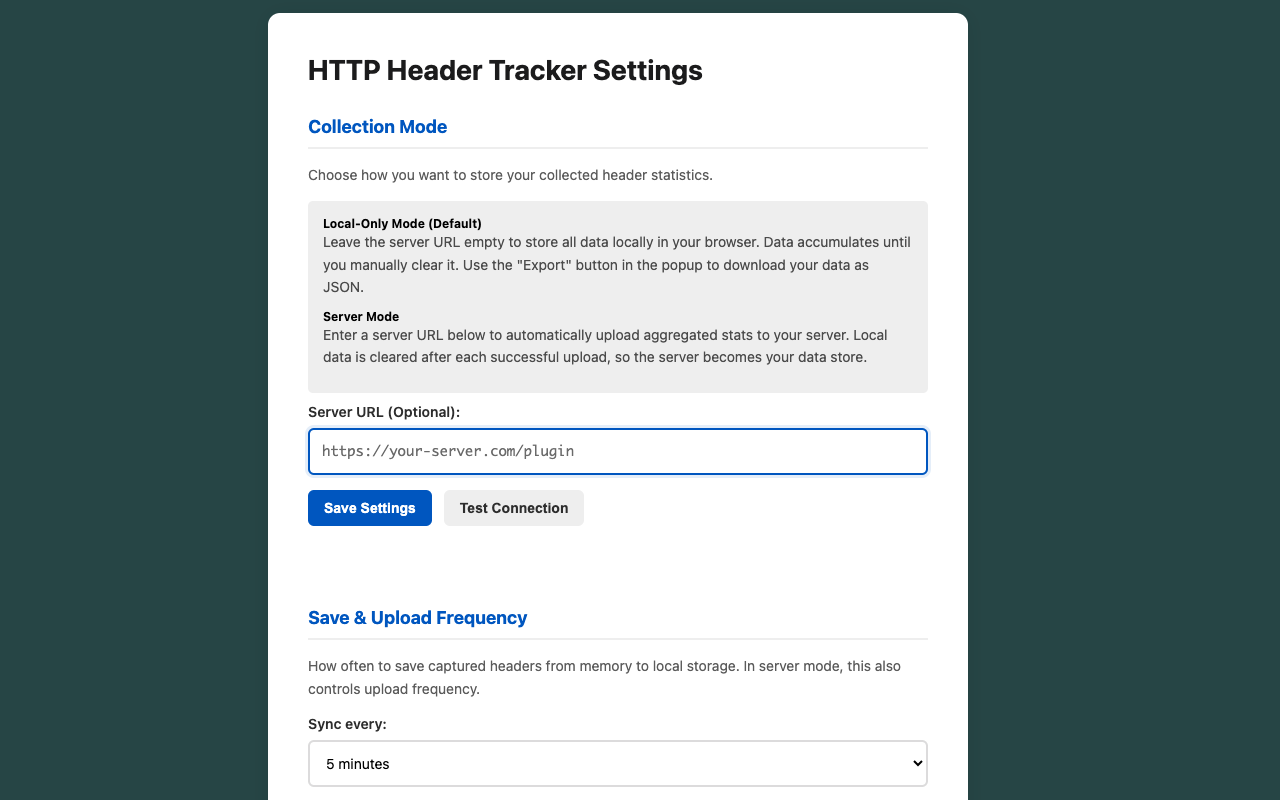 HTTP Header Tracker Settings
Collection Mode
Choose how you want to store your collected header statistics.
Local-Only Mode (Default)
Leave the server URL empty to store all data locally in your browser. Data accumulates until
you manually clear it. Use the "Export" button in the popup to download your data as
JSON.
Server Mode
Enter a server URL below to automatically upload aggregated stats to your server. Local
data is cleared after each successful upload, so the server becomes your data store.
Server URL (Optional):
https://your-server.com/plugin
Save Settings Test Connection
Save & Upload Frequency
How often to save captured headers from memory to local storage. In server mode, this also
controls upload frequency.
Sync every:
5 minutes